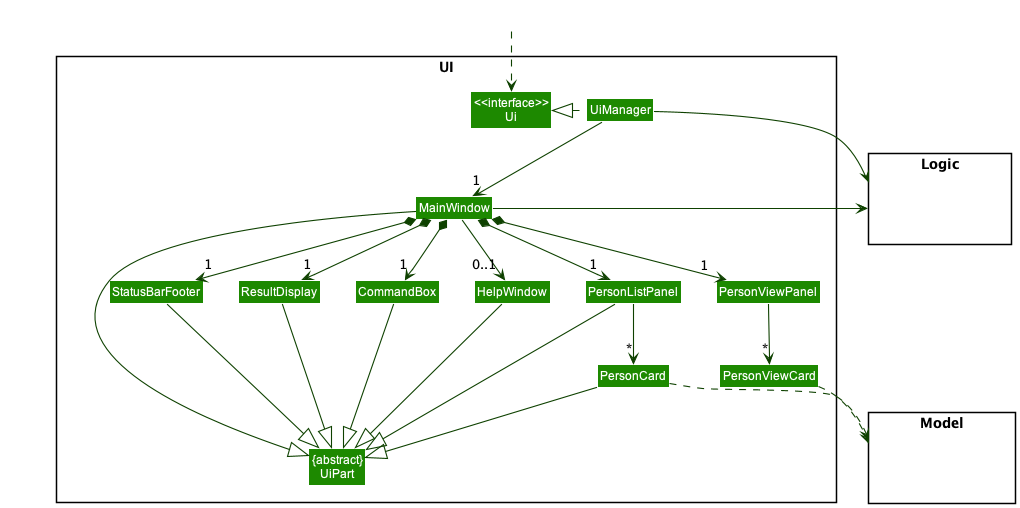 UI
<<interface>>
Ui
UiManager
Logic
1
MainWindow
1
1
1
0..1
1
1
StatusBarFooter
ResultDisplay
CommandBox
HelpWindow
PersonListPanel
PersonViewPanel
*
*
PersonCard
PersonViewCard
Model
{abstract}
UiPart